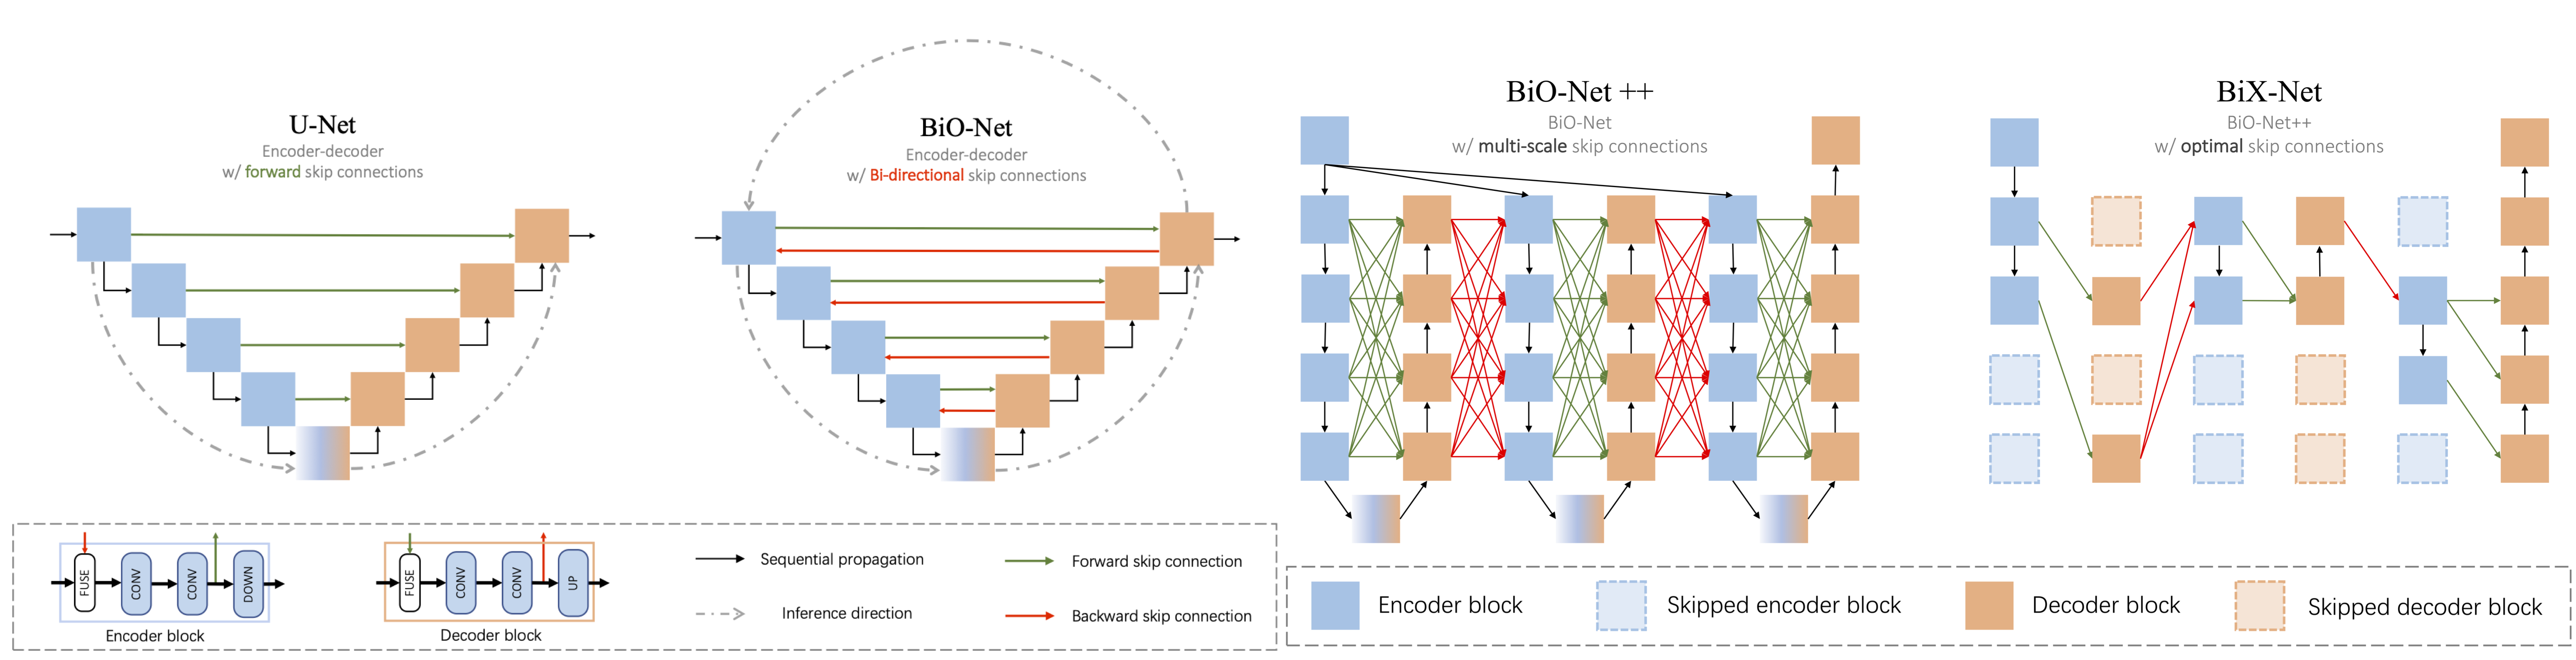 U-Net
Encoder-decoder
w/ forward skip connections
BiO-Net
Encoder-decoder
w/ Bi-directional skip connections
BiO-Net ++
BiO-Net
w/ multi-scale skip connections
BiX-Net
BiO-Net++
w/ optimal skip connections
FUSE
CONV
CONV
DOWN
Encoder block
FUSE
CONV
CONV
UP
Decoder block
Sequential propagation
Forward skip connection
Inference direction
Backward skip connection
Encoder block
Skipped encoder block
Decoder block
Skipped decoder block